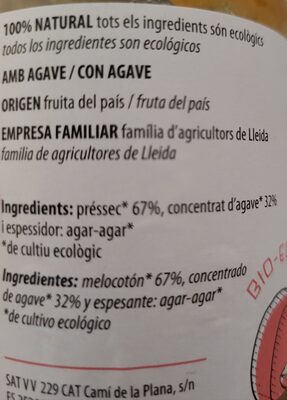 100% NATURAL tots els ingredients són ecològics
todos los ingredientes son ecológicos
AMB AGAVE / CON AGAVE
ORIGEN fruita del país / fruta del país
EMPRESA FAMILIAR família d'agricultors de Lleida
familia de agricultores de Lleida
Ingredients: préssec* 67%, concentrat d'agave* 32%
i espessidor: agar-agar*
*de cultiu ecològic
Ingredientes: melocotón* 67%, concentrado
de agave* 32% y espesante: agar-agar*
*de cultivo ecológico
BIO-
SAT VV 229 CAT Camí de la Plana, s/n